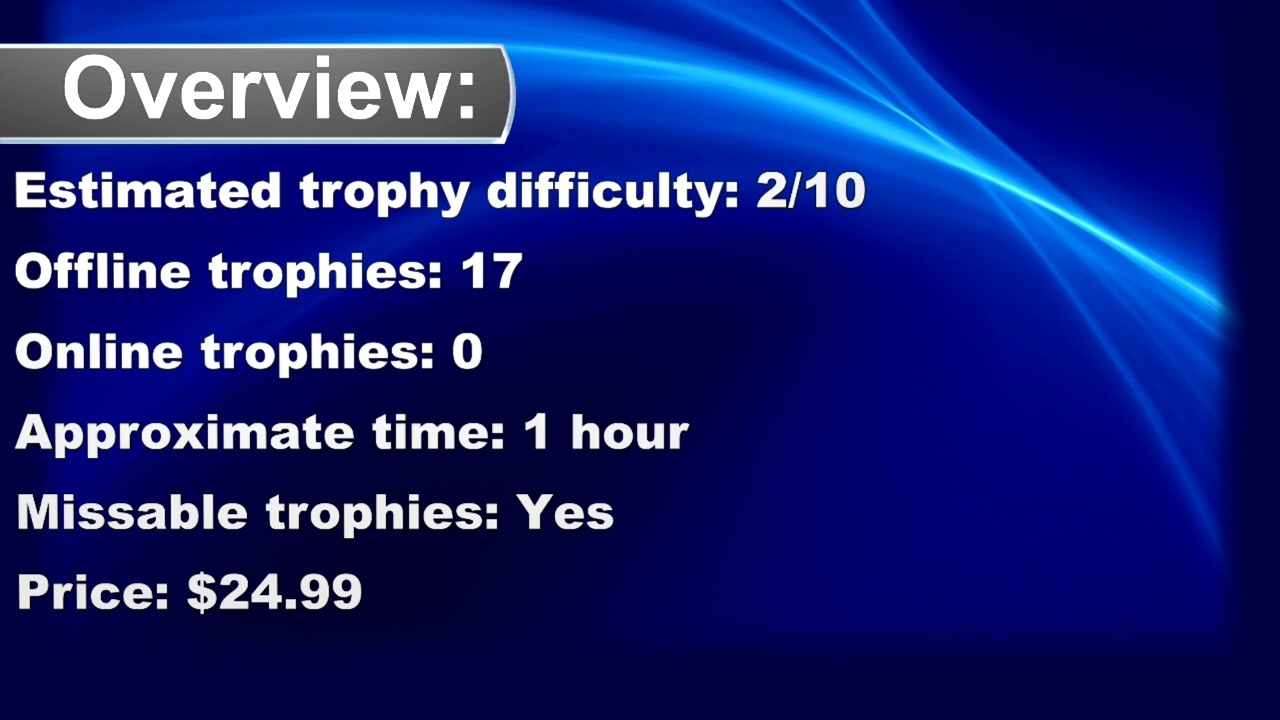 Overview:
Estimated trophy difficulty: 2/10
Offline trophies: 17
Online trophies: 0
Approximate time: 1 hour
Missable trophies: Yes
Price: $24.99